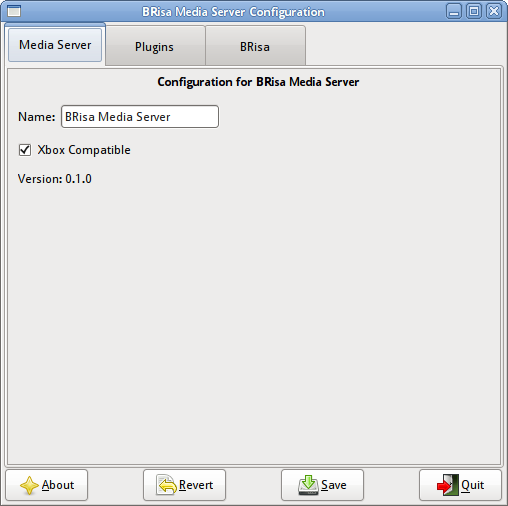 BRisa Media Server Configuration
Media Server Plugins BRisa
Configuration for BRisa Media Server
Name: BRisa Media Server
Xbox Compatible
Version: 0.1.0
About Revert Save Quit